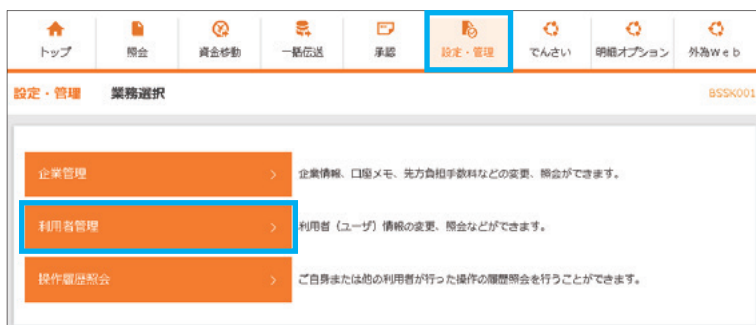 トップ 照会 資金移動 一括伝送 承認 設定・管理 でんさい 明細オプション 外為Web
設定・管理 業務選択 BSSK001
企業管理 企業情報、口座メモ、先方負担手数料などの変更、照会ができます。
利用者管理 利用者（ユーザ）情報の変更、照会などができます。
操作履歴照会 ご自身または他の利用者が行った操作の履歴照会を行うことができます。